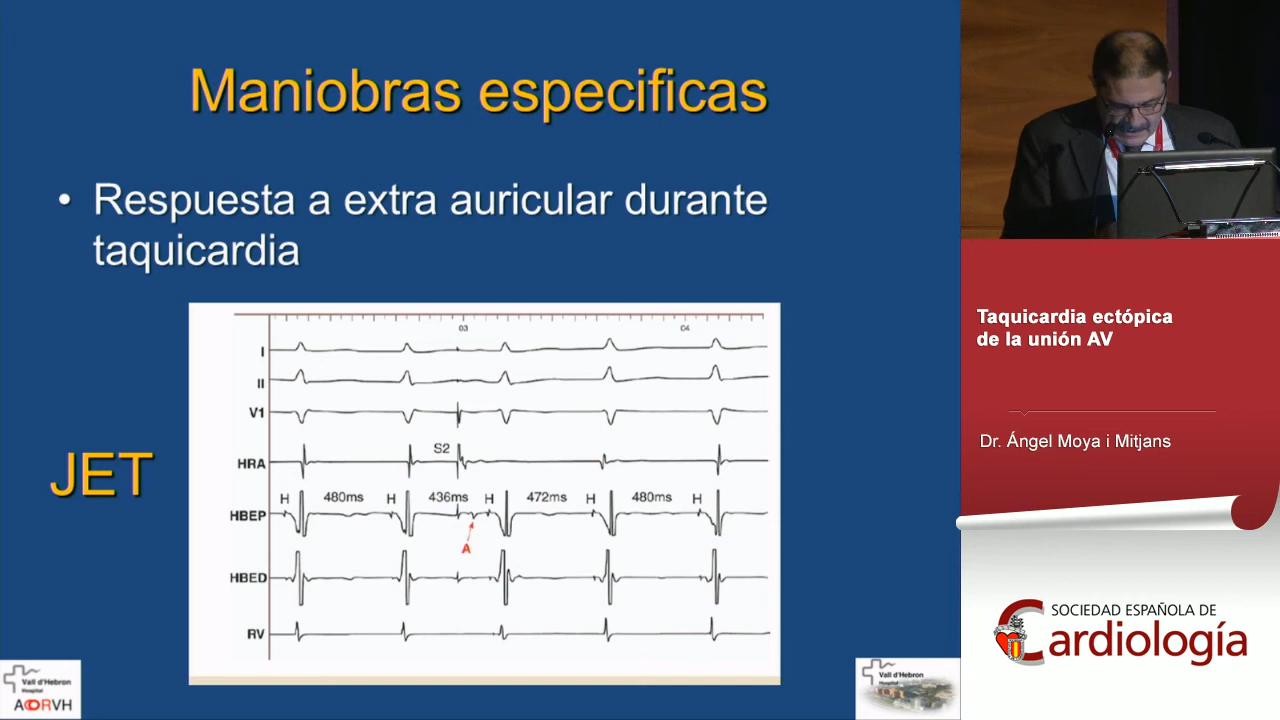 Maniobras especificas
• Respuesta a extra auricular durante
taquicardia
JET
03
04
I
II
V1
HRA
S2
HBEP
H
480ms
H
436ms
H
472ms
H
480ms
H
A
HBED
RV
Vall d'Hebron
Hospital
ACORVH
Vall d'Hebron
Hospital
Taquicardia ectópica
de la unión AV
Dr. Ángel Moya i Mitjans
SOCIEDAD ESPAÑOLA DE
Cardiología